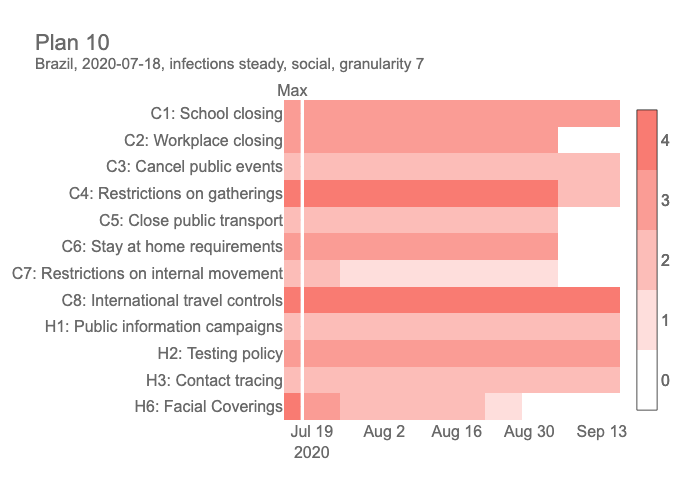 Plan 10
Brazil, 2020-07-18, infections steady, social, granularity 7
Max
C1: School closing
C2: Workplace closing
C3: Cancel public events
C4: Restrictions on gatherings
C5: Close public transport
C6: Stay at home requirements
C7: Restrictions on internal movement
C8: International travel controls
H1: Public information campaigns
H2: Testing policy
H3: Contact tracing
H6: Facial Coverings
Jul 19 Aug 2 Aug 16 Aug 30 Sep 13
2020
4
3
2
1
0